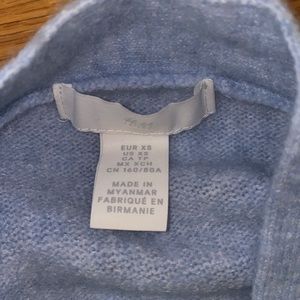 EUR XS
US XS
CA TP
MX XCH
CN 160/80A
MADE IN
MYANMAR
FABRIQUÉ EN
BIRMANIE